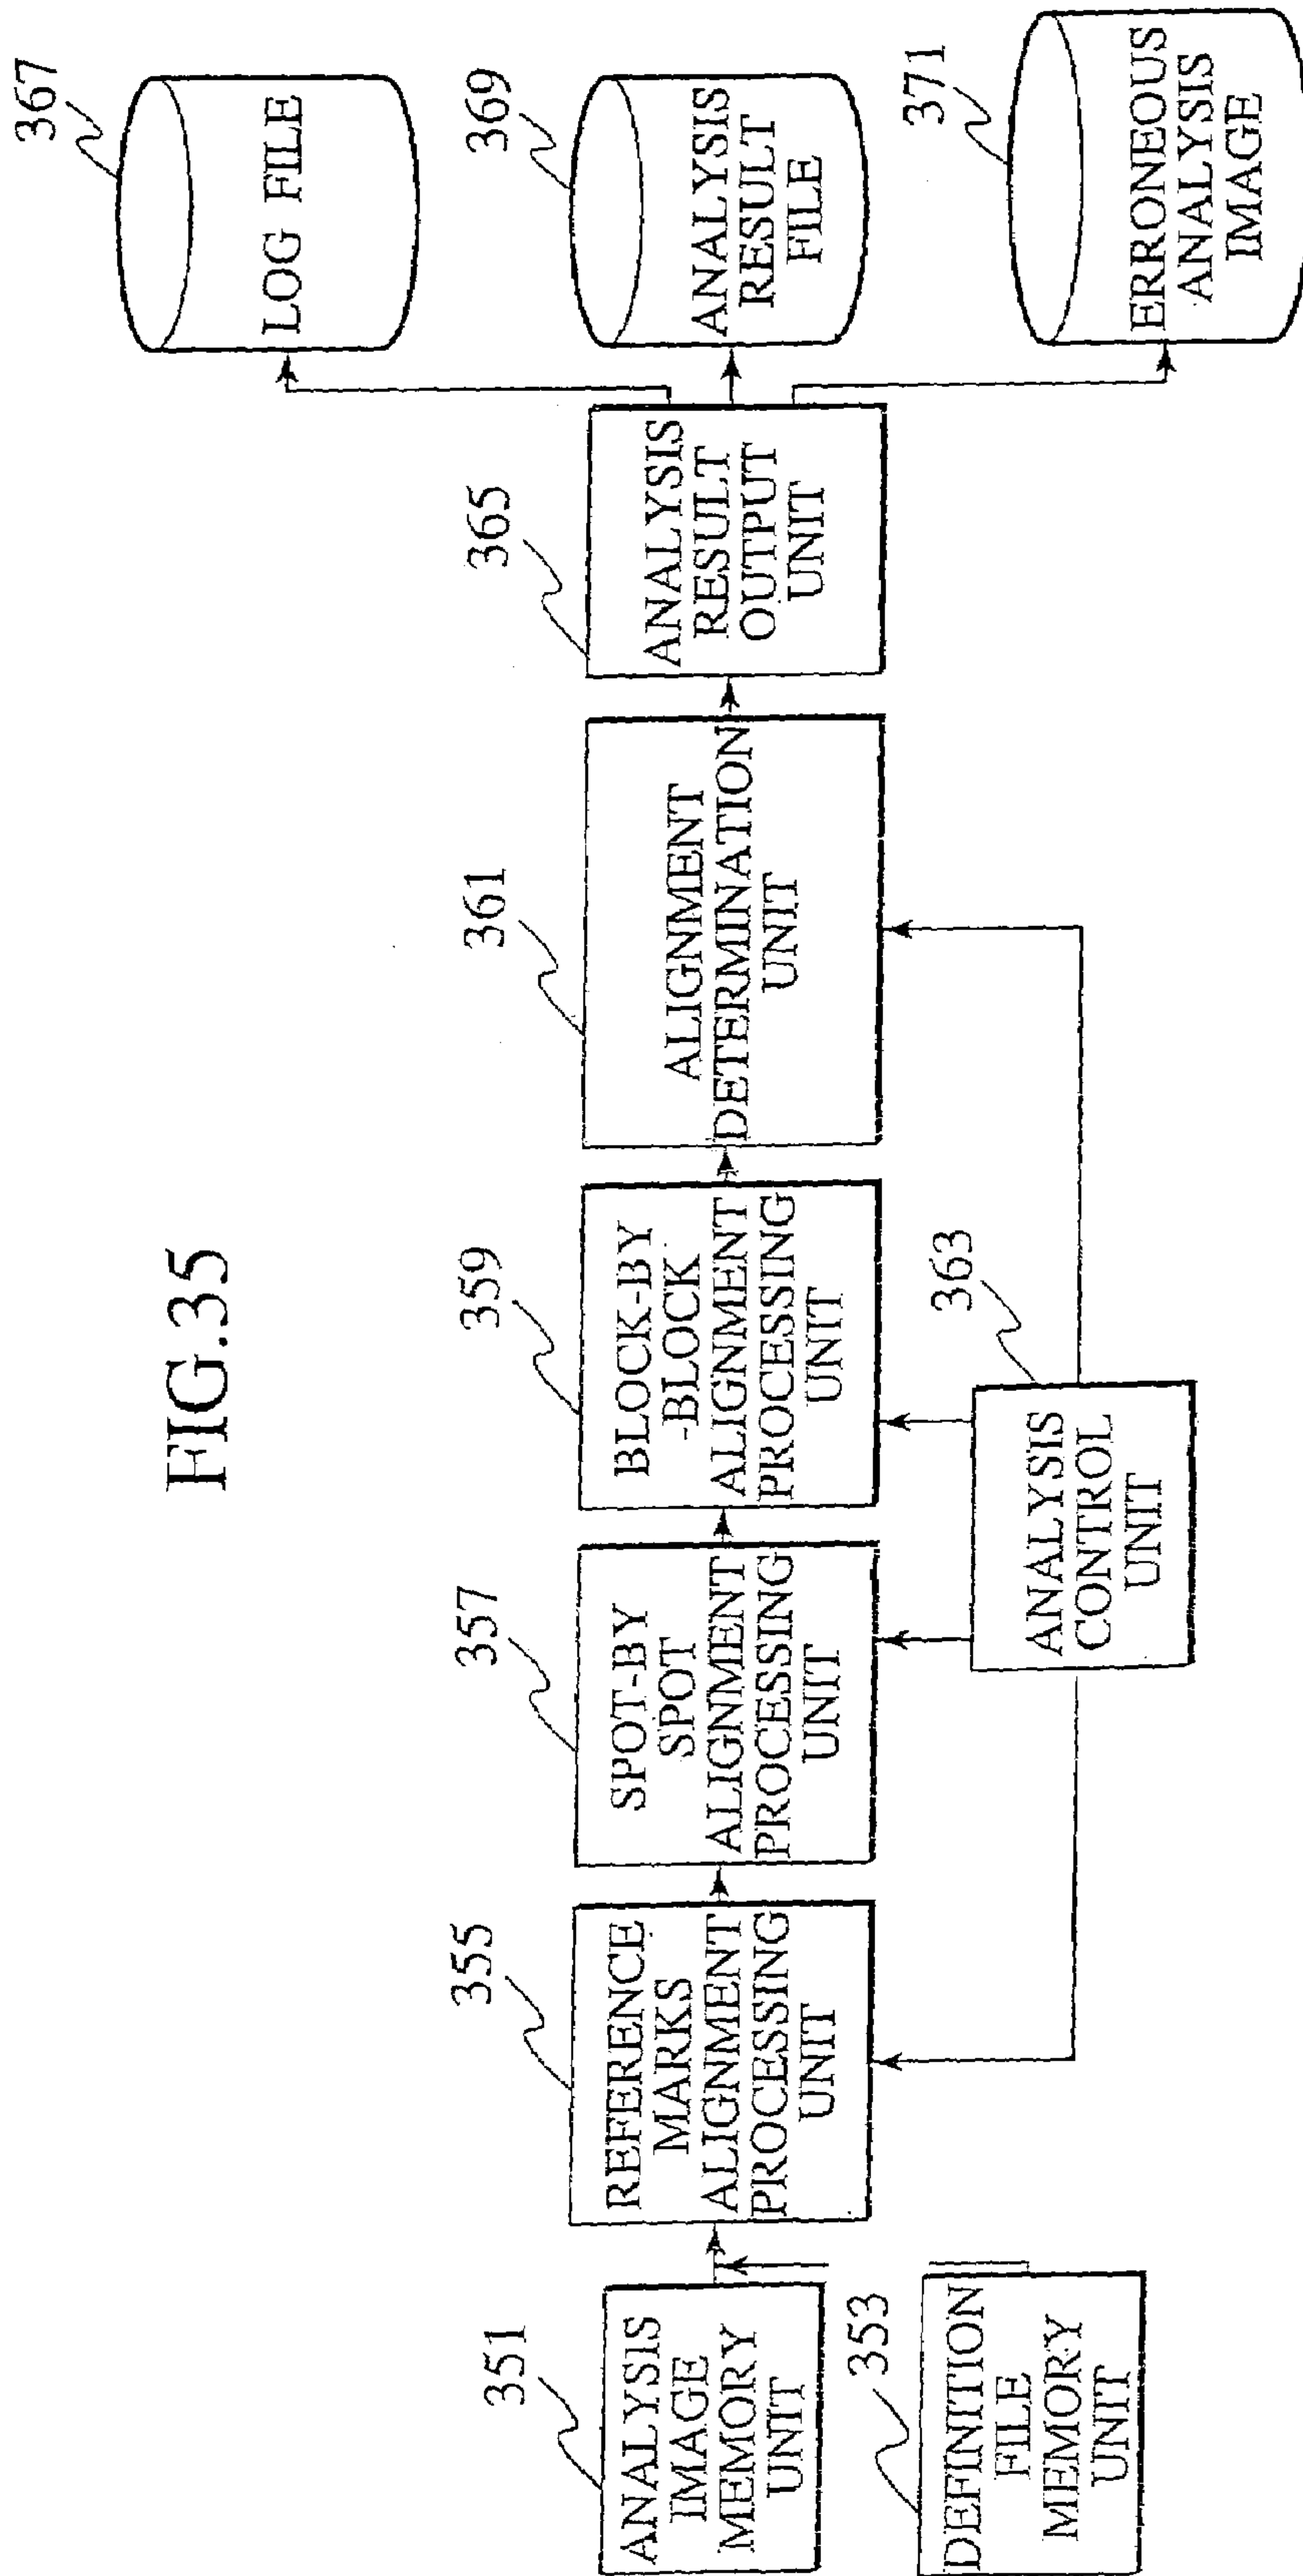 FIG.35
351
ANALYSIS
IMAGE
MEMORY
UNIT
353
DEFINITION
FILE
MEMORY
UNIT
355
REFERENCE
MARKS
ALIGNMENT
PROCESSING
UNIT
357
SPOT-BY
SPOT
ALIGNMENT
PROCESSING
UNIT
359
BLOCK-BY
-BLOCK
ALIGNMENT
PROCESSING
UNIT
363
ANALYSIS
CONTROL
UNIT
361
ALIGNMENT
DETERMINATION
UNIT
365
ANALYSIS
RESULT
OUTPUT
UNIT
367
LOG FILE
369
ANALYSIS
RESULT
FILE
371
ERRONEOUS
ANALYSIS
IMAGE